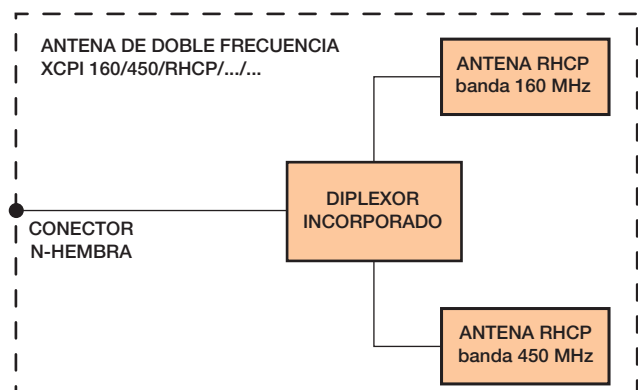 ANTENA DE DOBLE FRECUENCIA
XCPI 160/450/RHCP/.../...
ANTENA RHCP
banda 160 MHz
DIPLEXOR
INCORPORADO
CONECTOR
N-HEMBRA
ANTENA RHCP
banda 450 MHz